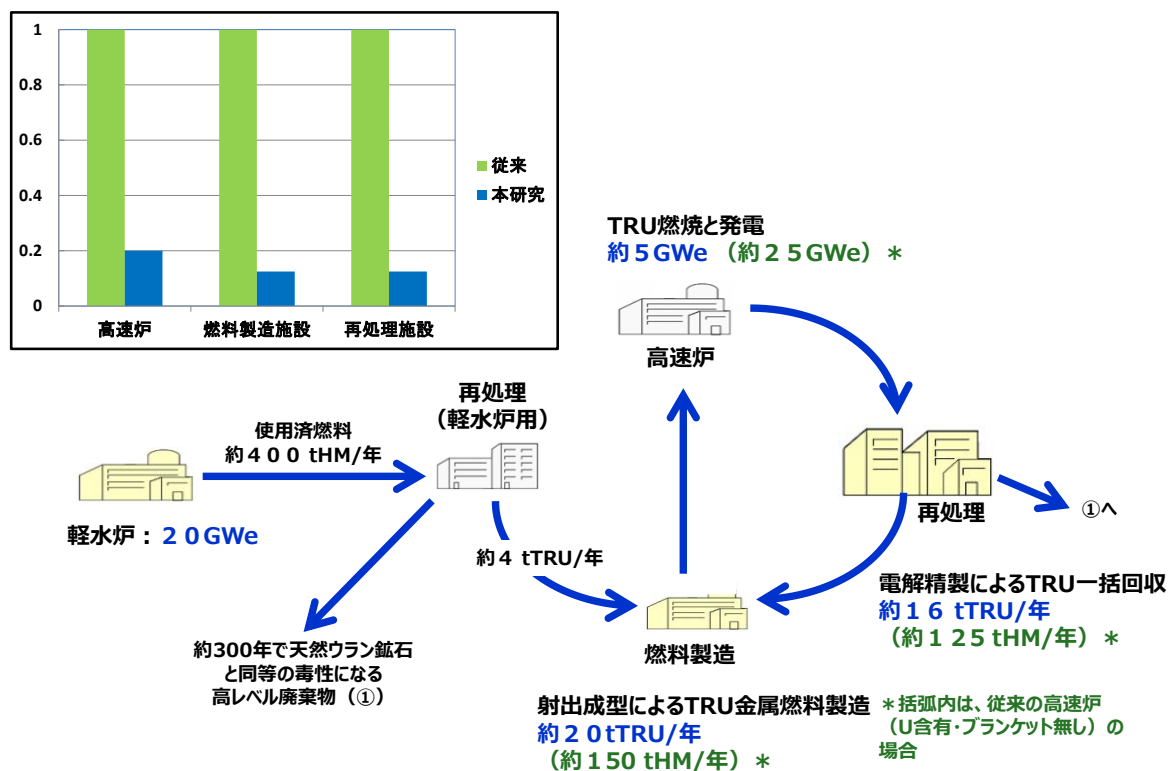 1
0.8
0.6
0.4
0.2
0
高速炉
燃料製造施設
再処理施設
従来
本研究
TRU燃焼と発電
約５GWe （約２５GWe）＊
高速炉
再処理
（軽水炉用）
使用済燃料
約４００ tHM/年
軽水炉：２０GWe
再処理
①へ
約４ tTRU/年
電解精製によるTRU一括回収
約１６ tTRU/年
（約１２５ tHM/年）＊
約300年で天然ウラン鉱石
と同等の毒性になる
高レベル廃棄物（①）
燃料製造
射出成型によるTRU金属燃料製造
約２０tTRU/年
（約150 tHM/年）＊
＊括弧内は、従来の高速炉
（U含有・ブランケット無し）の
場合